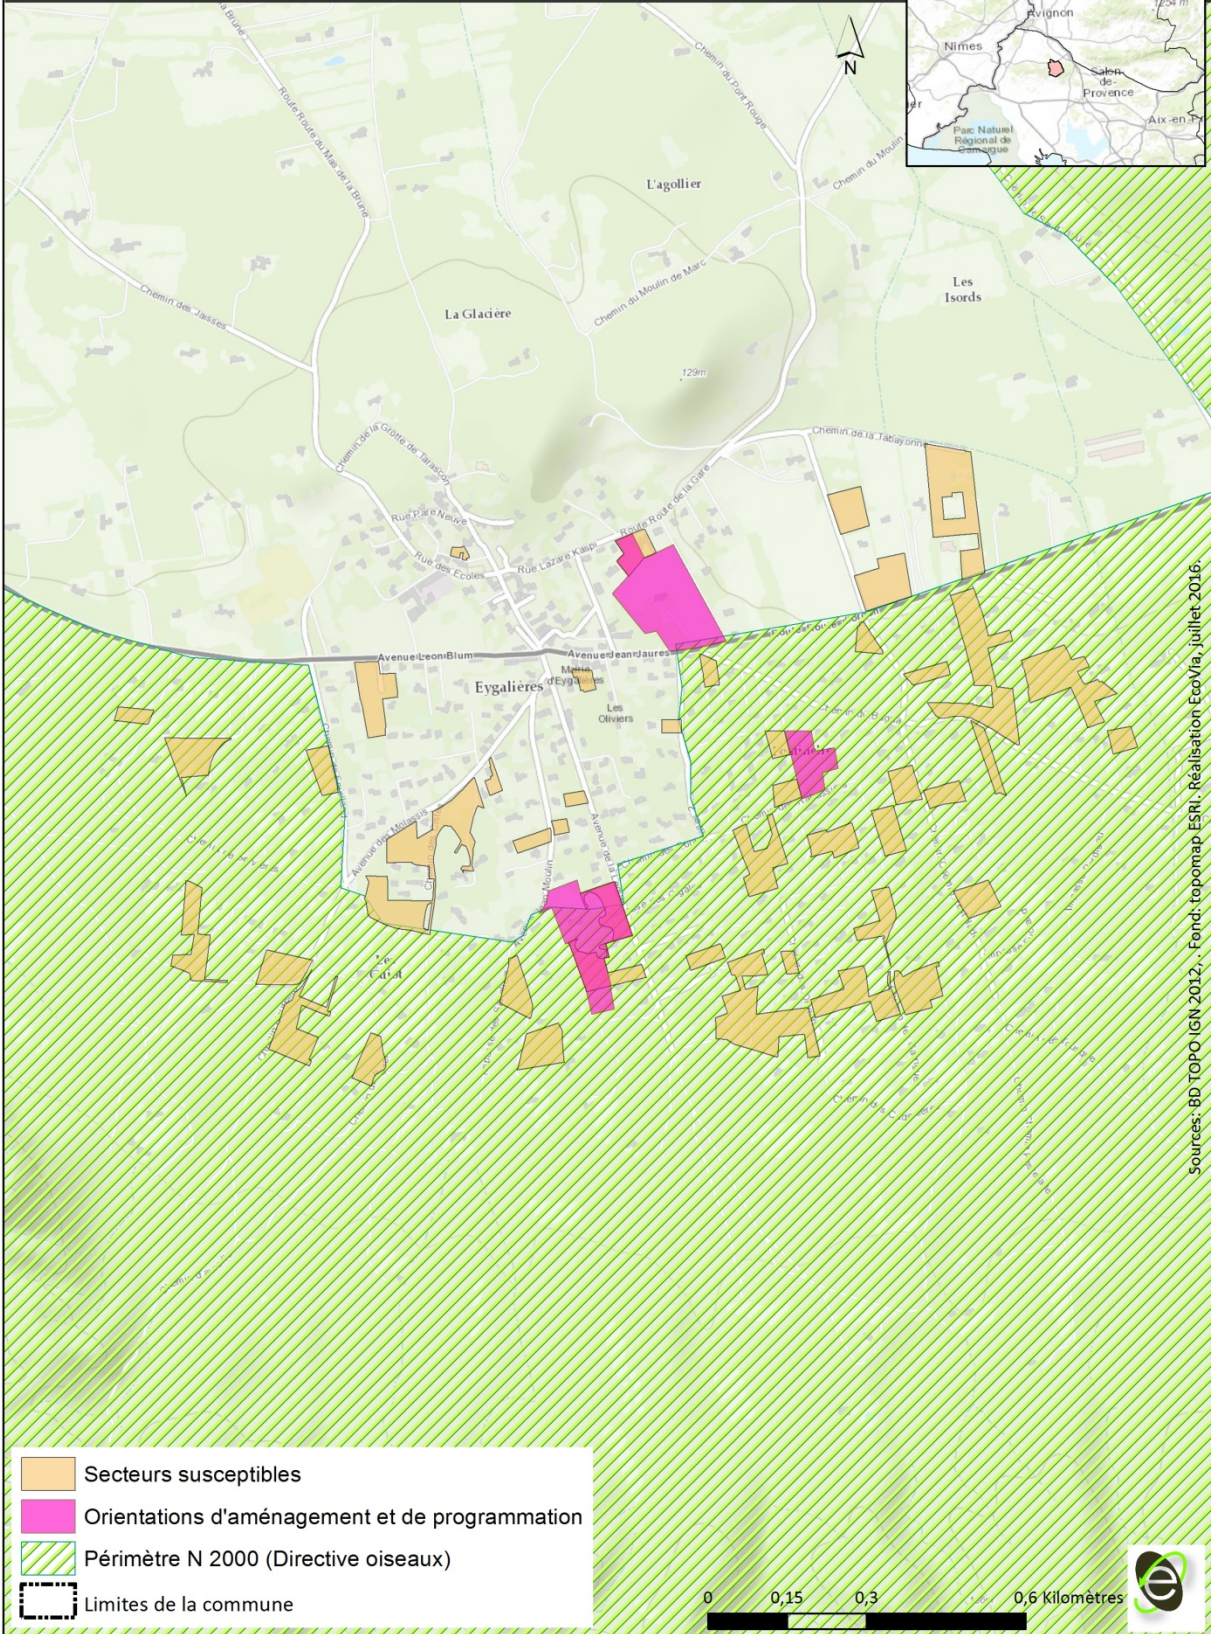 Avignon
1254 m
Nîmes
Salon-
de-
Provence
Aix-en-P
Parc Naturel
Régional de
Camargue
N
la Brune
Route Route du Mas de la Brune
Chemin du Pont Rouge
Chemin du Moulin
L'agollier
Les
Isords
Chemin du Moulin de Marc
La Glacière
Chemin des Jaisses
129m
Chemin de la Tabayonne
Chemin de la Grotte de Tarascon
Route Route de la Gare
Rue Pare Neuve
Rue Lazare Kaspi
Rue des Ecoles
Avenue Leon Blum
Avenue Jean Jaures
Mairie
d'Eygalières
Eygalières
Les
Oliviers
Avenue des Molassis
Avenue de la L
Moulin
Sources: BD TOPO IGN 2012,. Fond: topomap ESRI. Réalisation EcoVia, juillet 2016.
Secteurs susceptibles
Orientations d'aménagement et de programmation
Périmètre N 2000 (Directive oiseaux)
Limites de la commune
0 0,15 0,3 0,6 Kilomètres
e